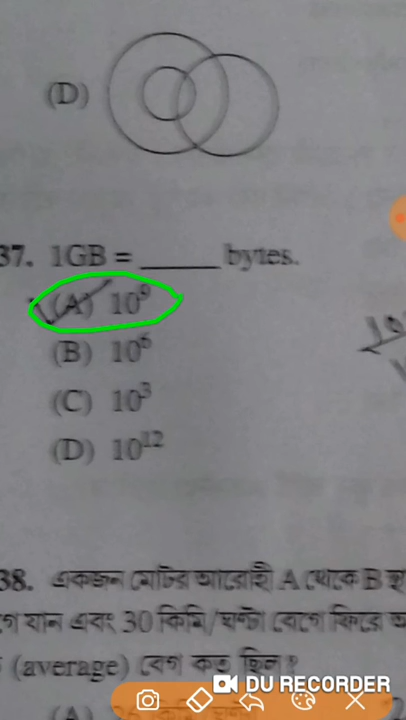 (D)
37. 1GB = ______ bytes.
(A) 10⁹
(B) 10⁶
(C) 10³
(D) 10¹²
38. একজন মোটর আরোহী A থেকে B
যান এবং 30 কিমি/ঘণ্টা বেগে ফিরে
(average) বেগ কত ছিল?
DU RECORDER
(A) 36